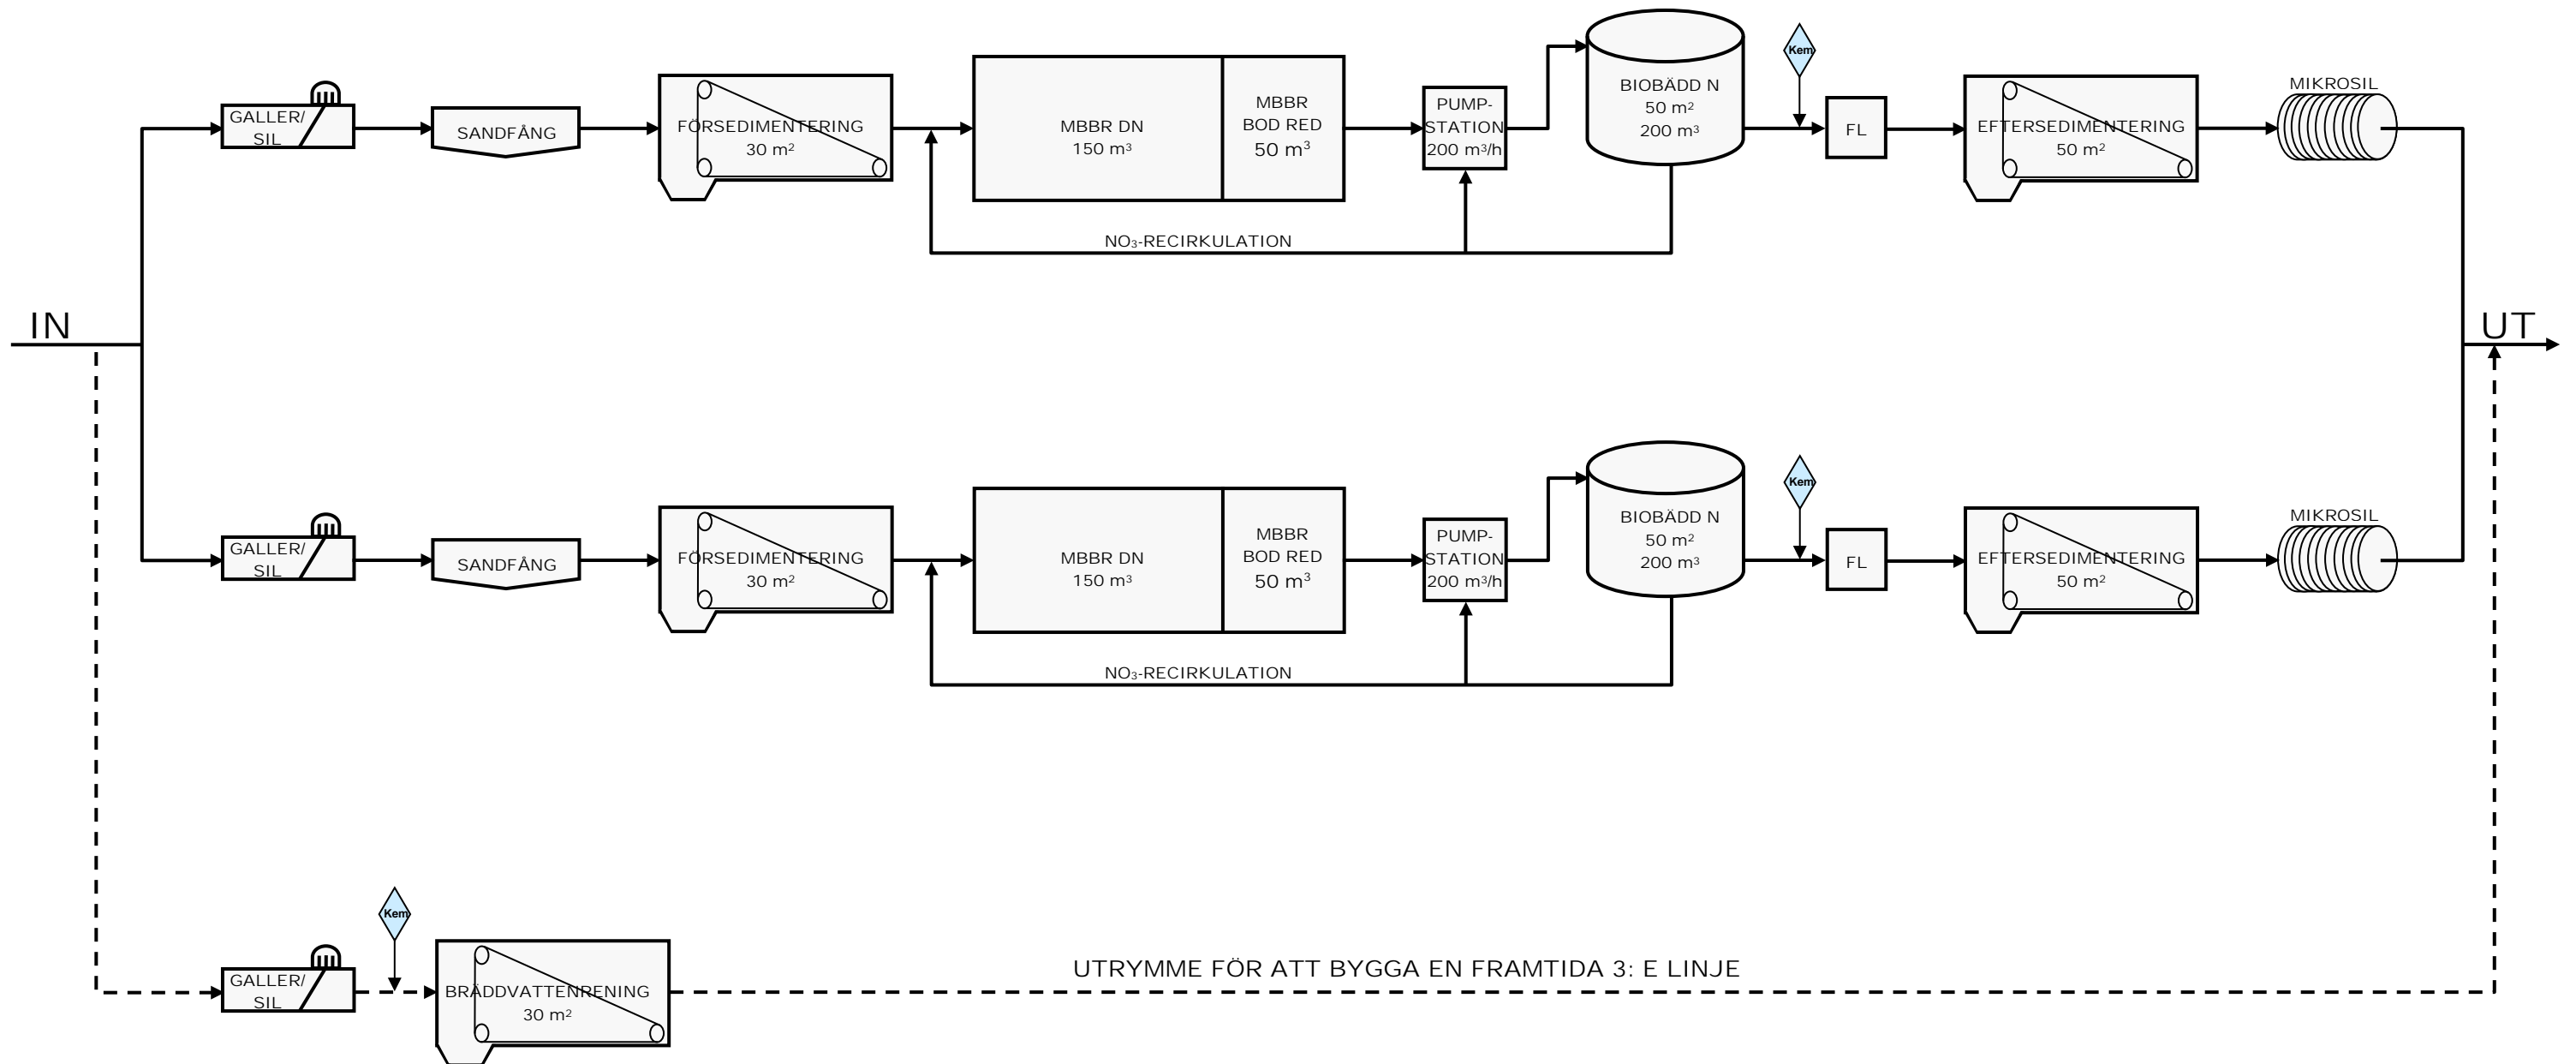 IN
GALLER/
SIL
SANDFÅNG
FÖRSEDIMENTERING
30 m²
MBBR DN
150 m³
MBBR
BOD RED
50 m³
PUMP-
STATION
200 m³/h
BIOBÄDD N
50 m²
200 m³
Kem
FL
EFTERSEDIMENTERING
50 m²
MIKROSIL
NO₃-RECIRKULATION
UT
GALLER/
SIL
SANDFÅNG
FÖRSEDIMENTERING
30 m²
MBBR DN
150 m³
MBBR
BOD RED
50 m³
PUMP-
STATION
200 m³/h
BIOBÄDD N
50 m²
200 m³
Kem
FL
EFTERSEDIMENTERING
50 m²
MIKROSIL
NO₃-RECIRKULATION
GALLER/
SIL
Kem
BRÄDDVATTENRENING
30 m²
UTRYMME FÖR ATT BYGGA EN FRAMTIDA 3: E LINJE